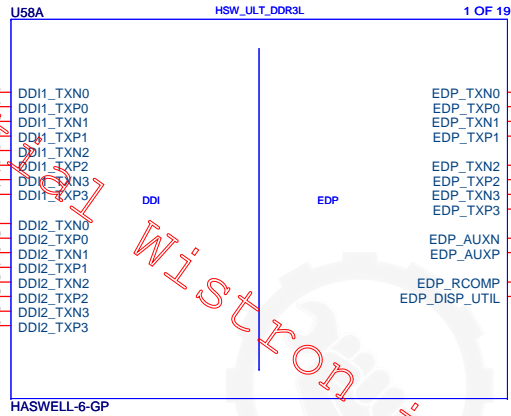 U58A
HSW_ULT_DDR3L
1 OF 19
DDI1_TXN0
DDI1_TXP0
DDI1_TXN1
DDI1_TXP1
DDI1_TXN2
DDI1_TXP2
DDI1_TXN3
DDI1_TXP3
DDI2_TXN0
DDI2_TXP0
DDI2_TXN1
DDI2_TXP1
DDI2_TXN2
DDI2_TXP2
DDI2_TXN3
DDI2_TXP3
DDI
EDP
EDP_TXN0
EDP_TXP0
EDP_TXN1
EDP_TXP1
EDP_TXN2
EDP_TXP2
EDP_TXN3
EDP_TXP3
EDP_AUXN
EDP_AUXP
EDP_RCOMP
EDP_DISP_UTIL
HASWELL-6-GP